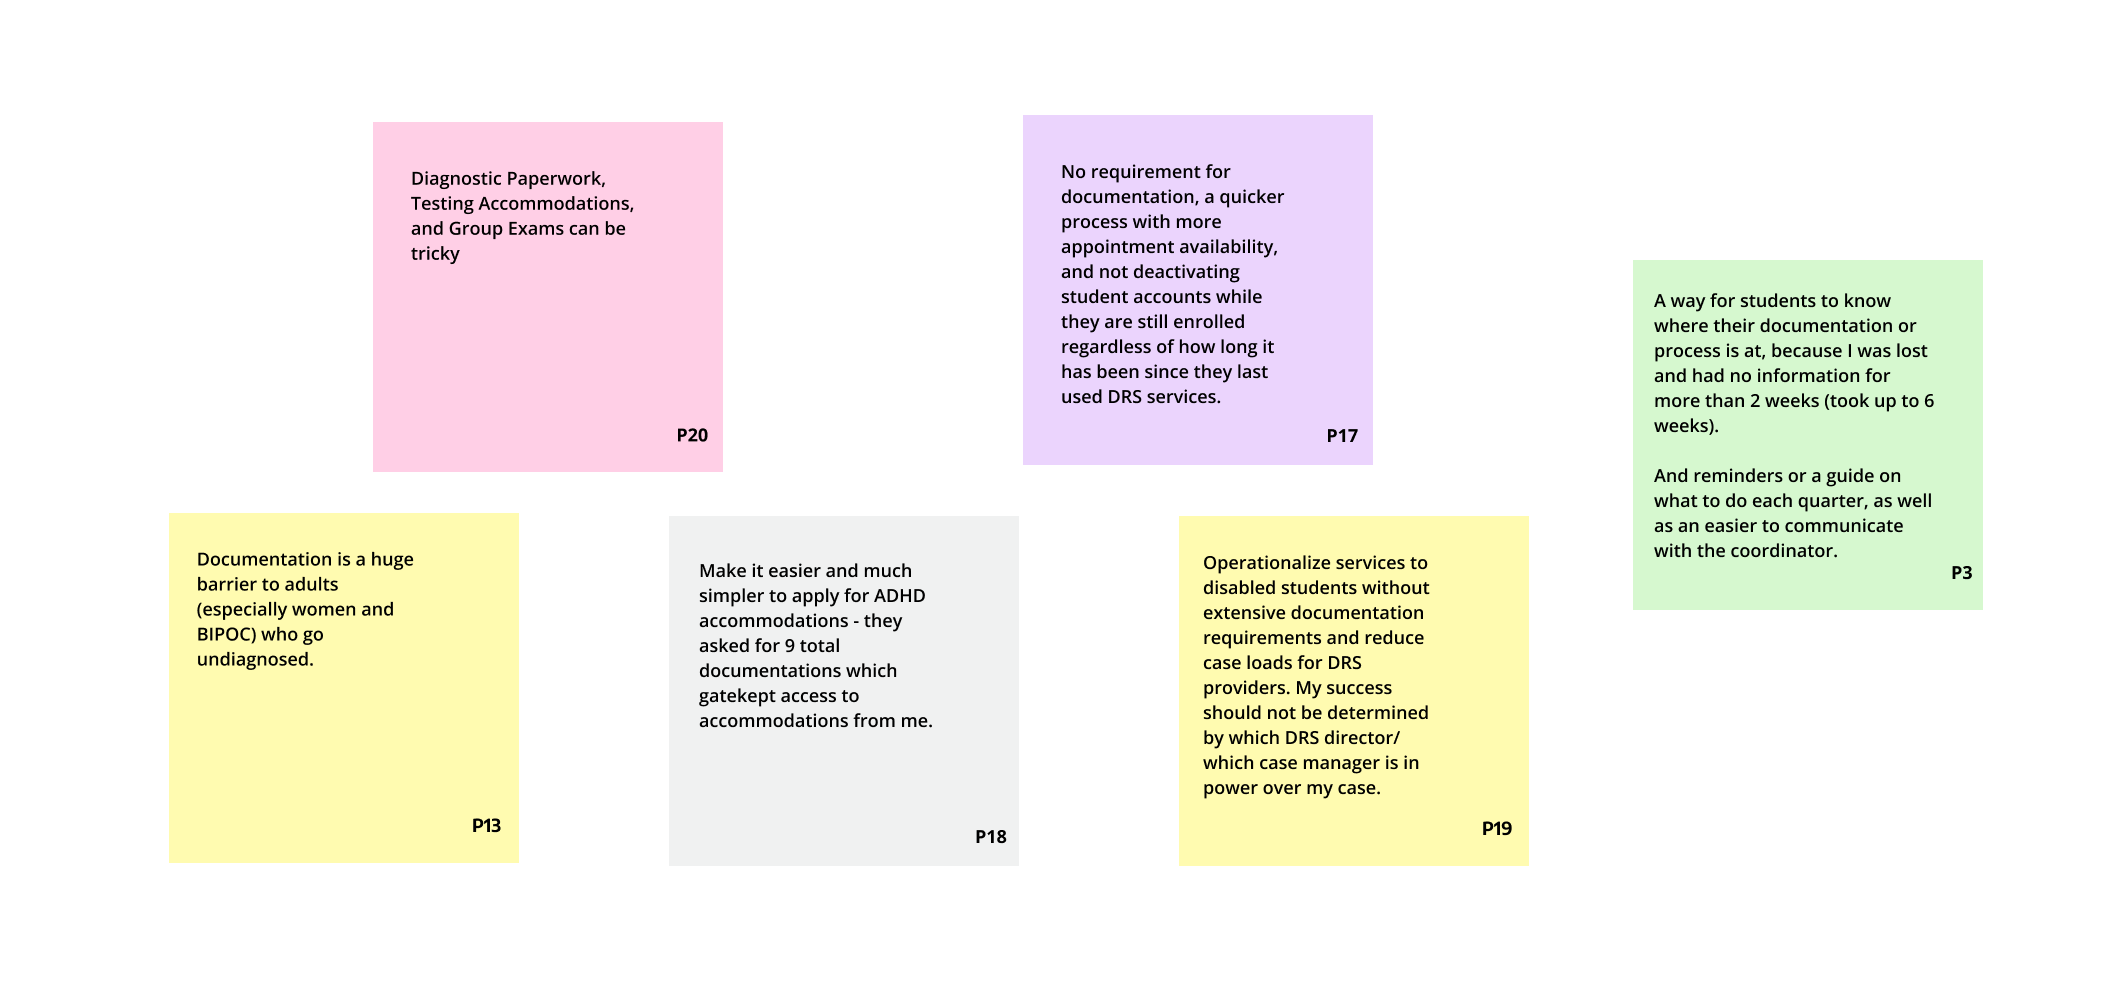 Diagnostic Paperwork,
Testing Accommodations,
and Group Exams can be
tricky
P20
No requirement for
documentation, a quicker
process with more
appointment availability,
and not deactivating
student accounts while
they are still enrolled
regardless of how long it
has been since they last
used DRS services.
P17
A way for students to know
where their documentation or
process is at, because I was lost
and had no information for
more than 2 weeks (took up to 6
weeks).
And reminders or a guide on
what to do each quarter, as well
as an easier to communicate
with the coordinator.
P3
Documentation is a huge
barrier to adults
(especially women and
BIPOC) who go
undiagnosed.
P13
Make it easier and much
simpler to apply for ADHD
accommodations - they
asked for 9 total
documentations which
gatekept access to
accommodations from me.
P18
Operationalize services to
disabled students without
extensive documentation
requirements and reduce
case loads for DRS
providers. My success
should not be determined
by which DRS director/
which case manager is in
power over my case.
P19